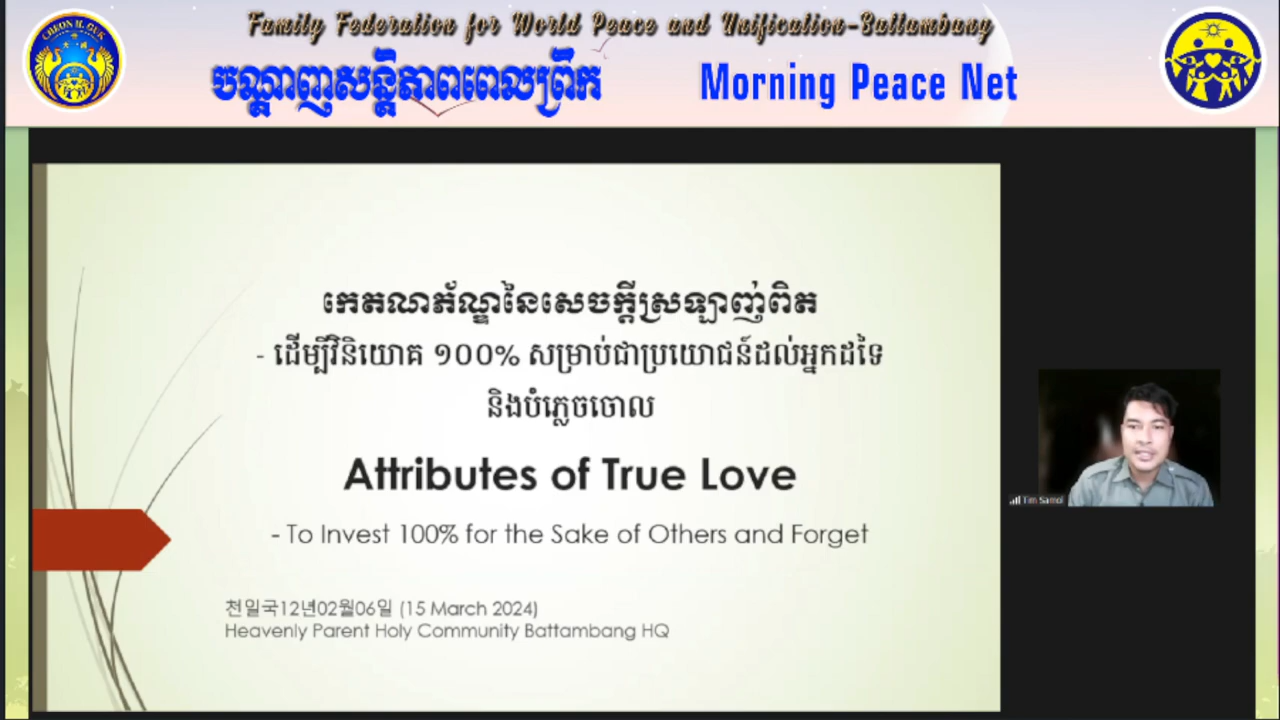 Family Federation for World Peace and Unification-Battambang
CHEON IL GUK
បណ្ដាញសន្តិភាពពេលព្រឹក
Morning Peace Net
កេតណភ័ណ្ឌនៃសេចក្ដីស្រឡាញ់ពិត
- ដើម្បីវិនិយោគ ១០០% សម្រាប់ជាប្រយោជន៍ដល់អ្នកដទៃ
និងបំភ្លេចចោល
Attributes of True Love
- To Invest 100% for the Sake of Others and Forget
천일국12년02월06일 (15 March 2024)
Heavenly Parent Holy Community Battambang HQ
Tim Samol